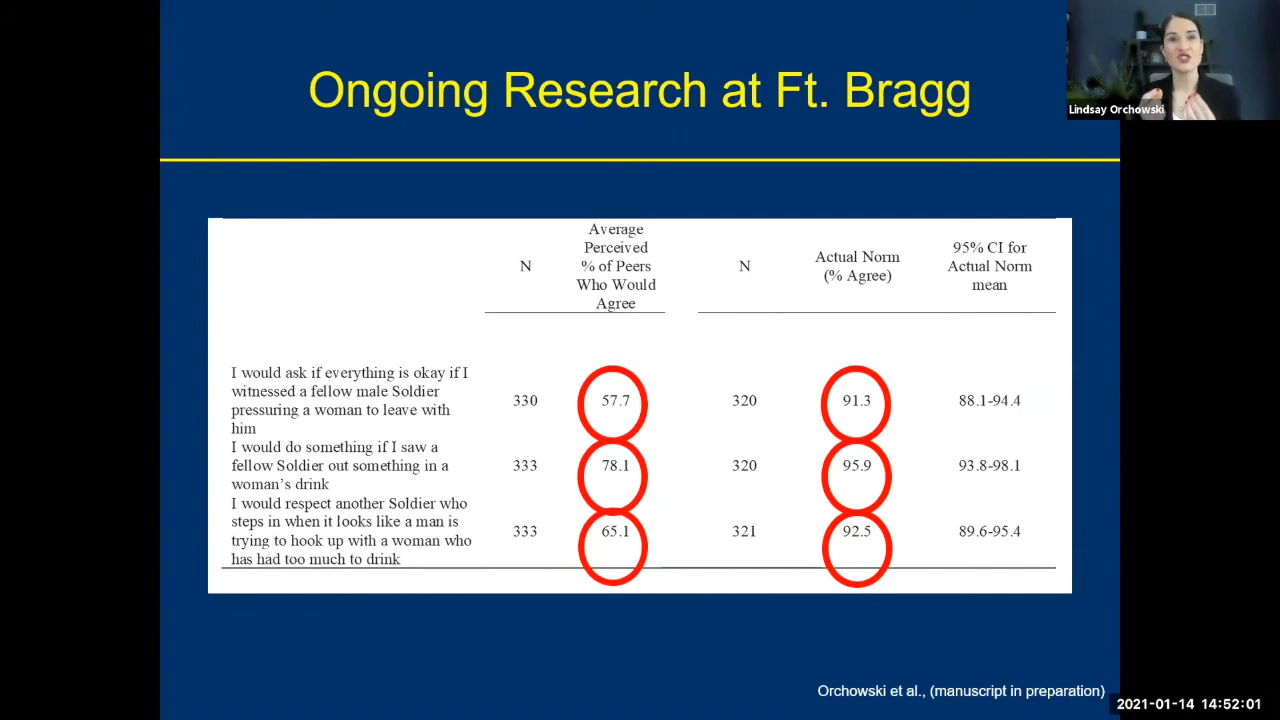 Ongoing Research at Ft. Bragg
Lindsay Orchowski
N
Average
Perceived
% of Peers
Who Would
Agree
N
Actual Norm
(% Agree)
95% CI for
Actual Norm
mean
I would ask if everything is okay if I
witnessed a fellow male Soldier
pressuring a woman to leave with
him
330 57.7 320 91.3 88.1-94.4
I would do something if I saw a
fellow Soldier out something in a
woman's drink
333 78.1 320 95.9 93.8-98.1
I would respect another Soldier who
steps in when it looks like a man is
trying to hook up with a woman who
has had too much to drink
333 65.1 321 92.5 89.6-95.4
Orchowski et al., (manuscript in preparation)
2021-01-14 14:52:01